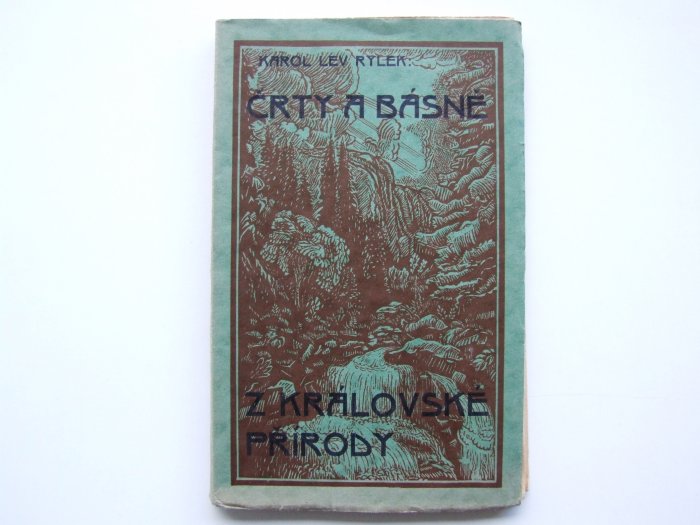 KAROL LEV RYLEK:
ČRTY A BÁSNĚ
Z KRÁLOVSKÉ
PŘÍRODY